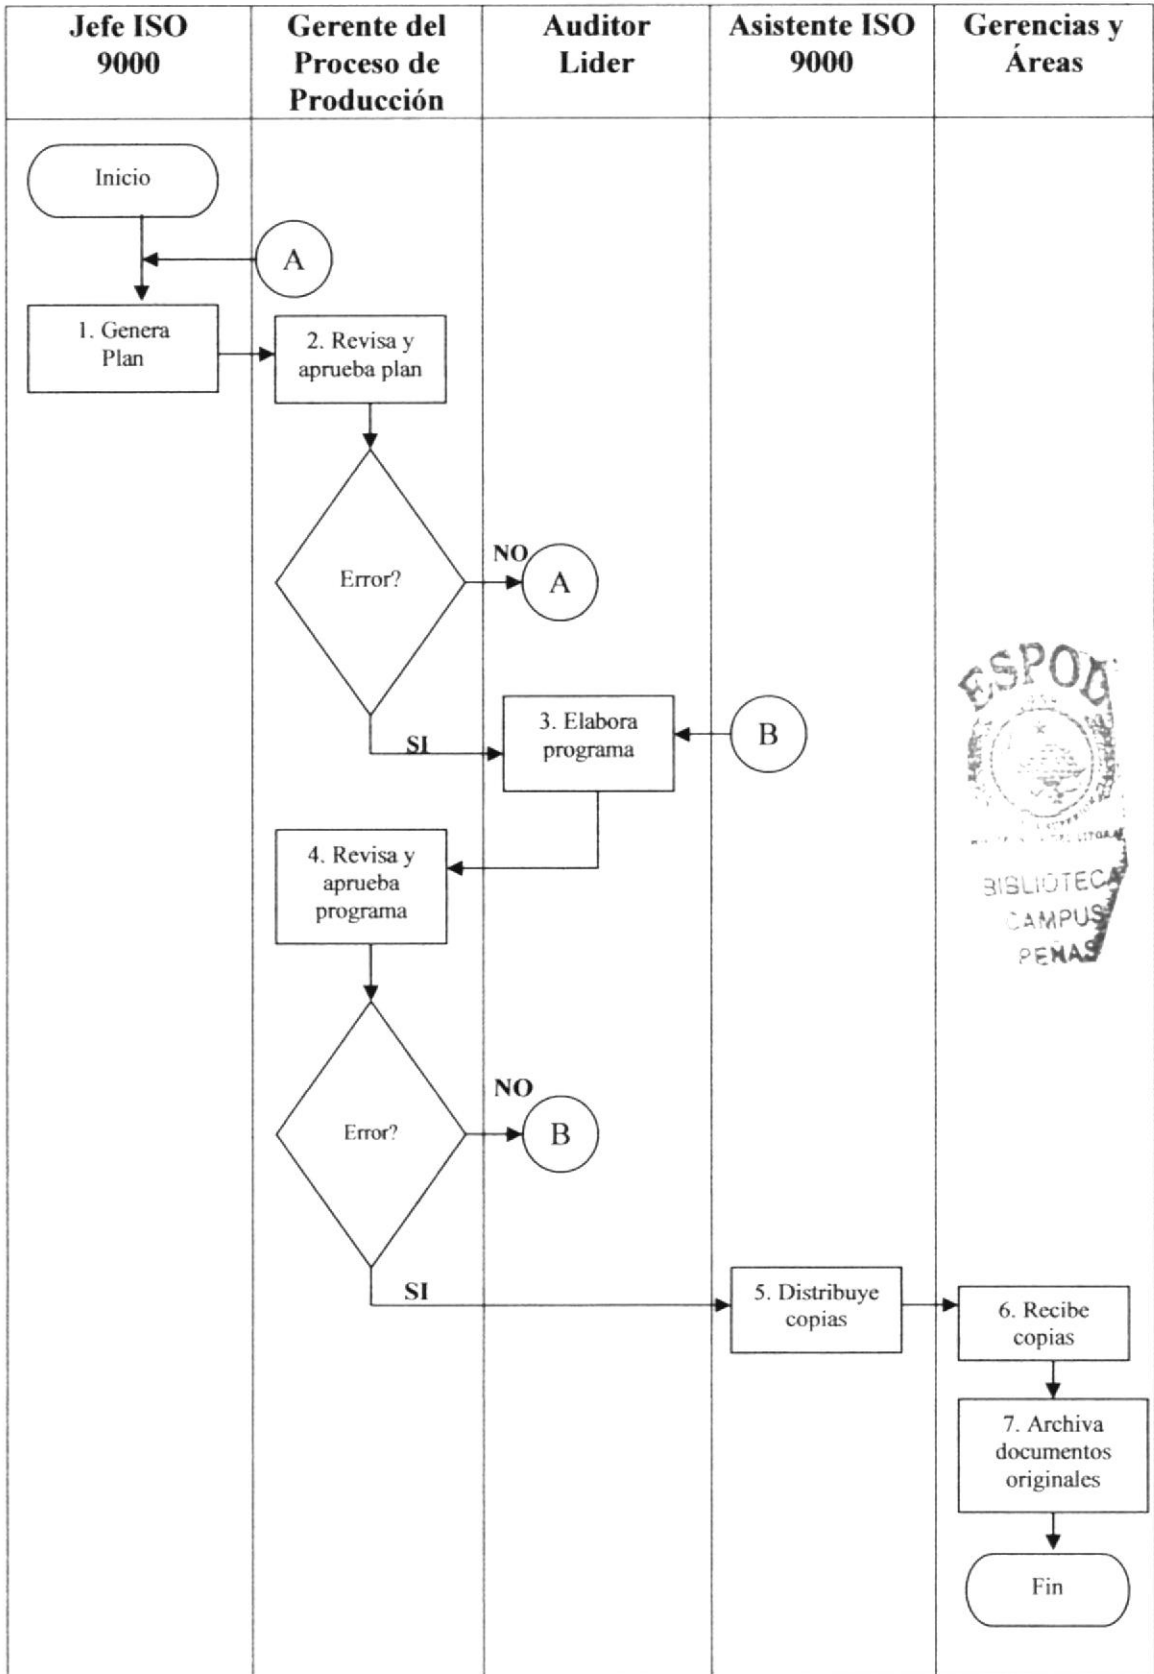 Jefe ISO
9000
Gerente del
Proceso de
Producción
Auditor
Lider
Asistente ISO
9000
Gerencias y
Áreas
Inicio
A
1. Genera
Plan
2. Revisa y
aprueba plan
Error?
NO
A
SI
3. Elabora
programa
B
ESPOL
BIBLIOTECA
CAMPUS
PEÑAS
4. Revisa y
aprueba
programa
Error?
NO
B
SI
5. Distribuye
copias
6. Recibe
copias
7. Archiva
documentos
originales
Fin